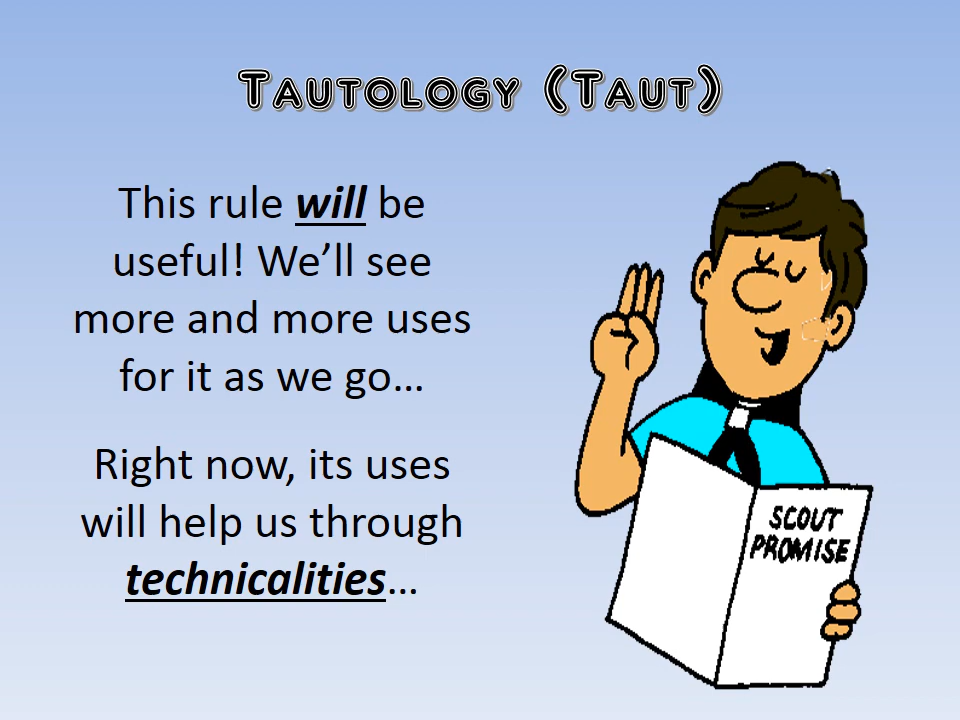 Tautology (Taut)
This rule will be
useful! We’ll see
more and more uses
for it as we go…
Right now, its uses
will help us through
technicalities…
SCOUT
PROMISE